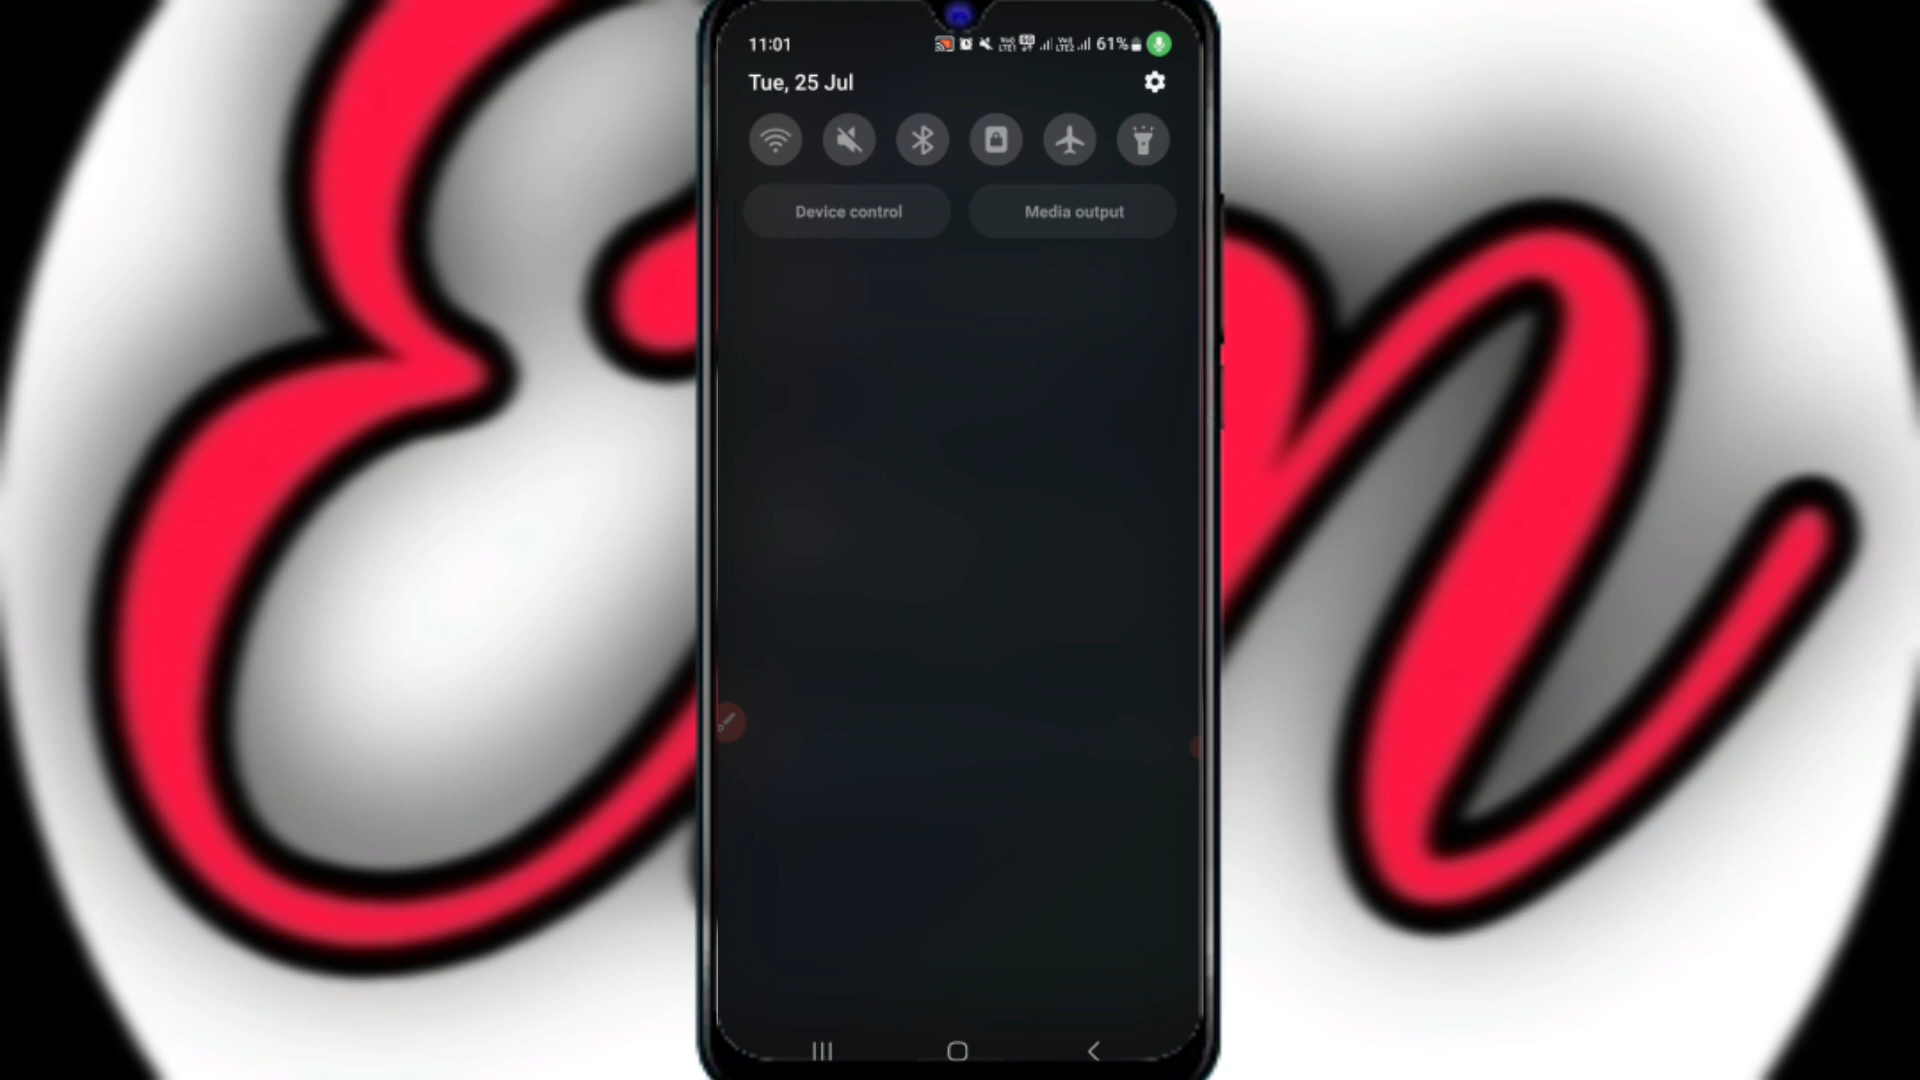 11:01
61%
Tue, 25 Jul
Device control
Media output